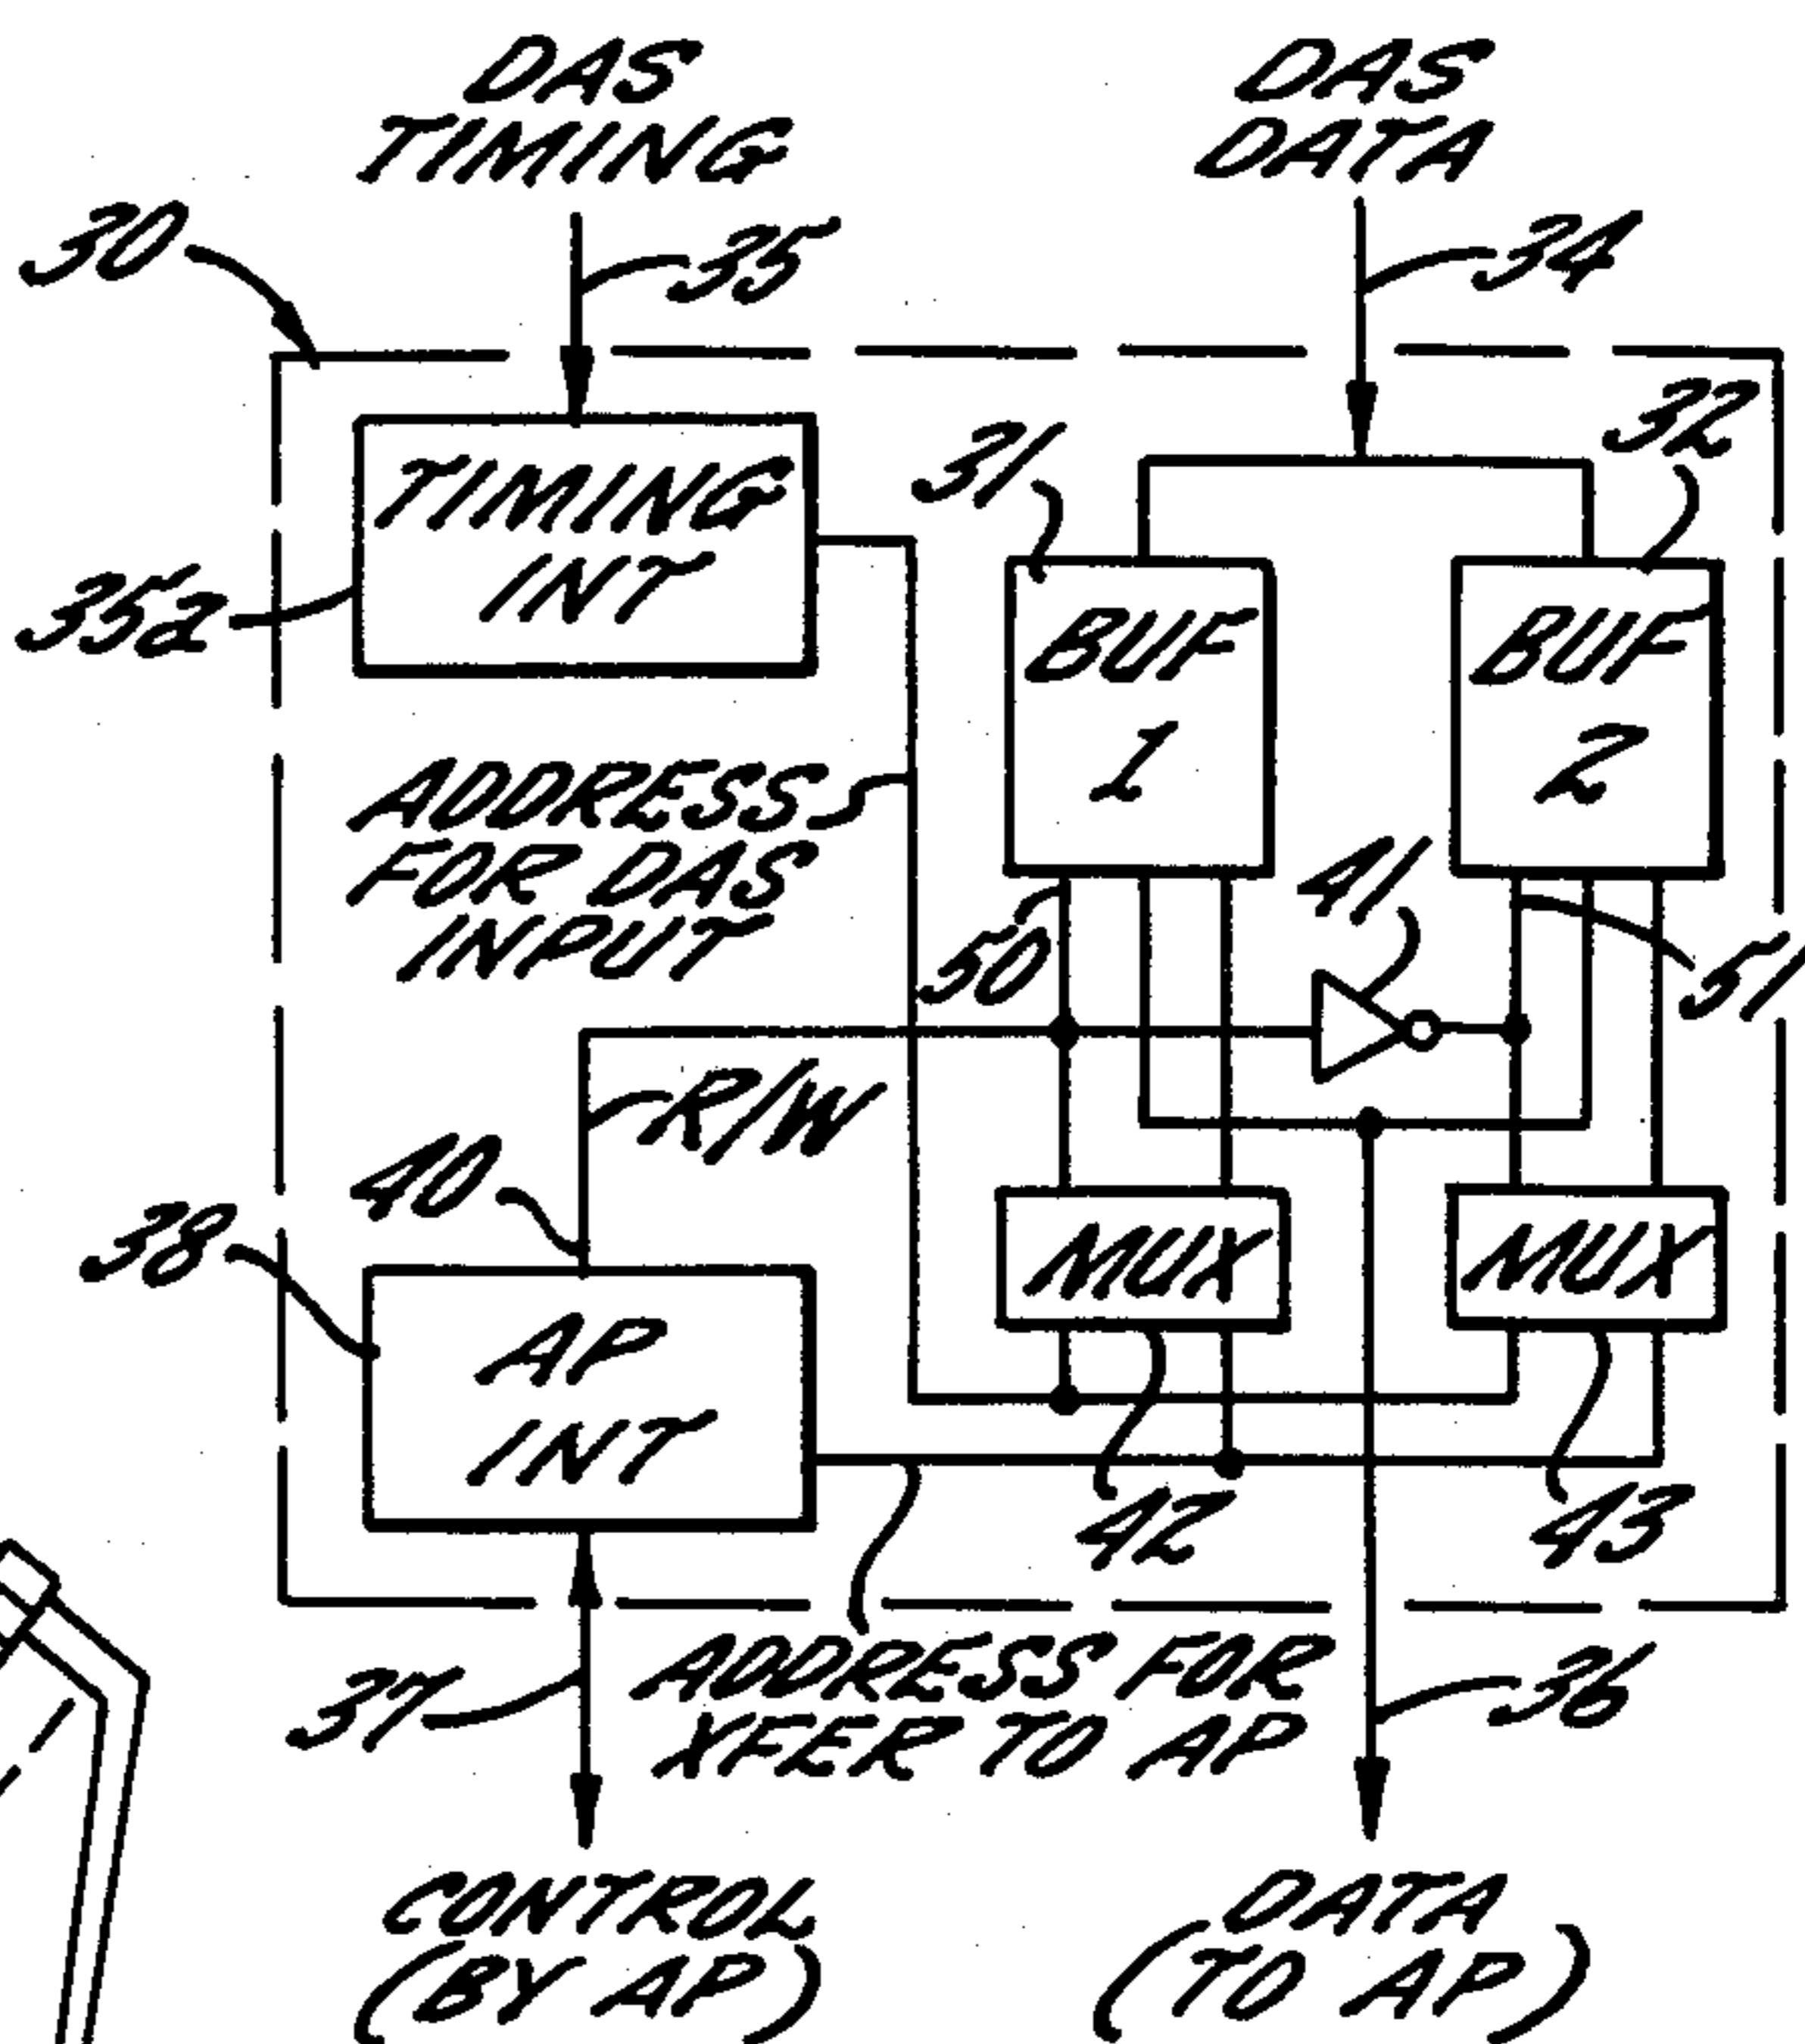 DAS
TIMING
DAS
DATA
30
35
34
32
31
TIMING
INT
35a
BUF
1
BUF
2
ADDRESS
FOR DAS
INPUT
41
50
51
R/W
40
38
MUX
MUX
AP
INT
42
43
37
ADDRESS FOR
XFER TO AP
36
CONTROL
(BY AP)
DATA
(TO AP)